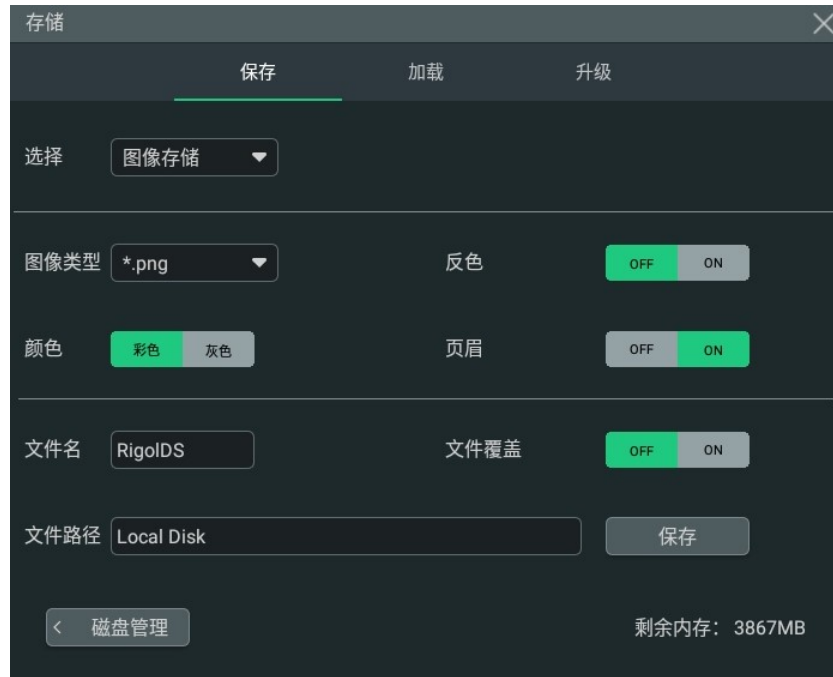 存储
保存 加载 升级
选择 图像存储
图像类型 *.png 反色 OFF ON
颜色 彩色 灰色 页眉 OFF ON
文件名 RigolDS 文件覆盖 OFF ON
文件路径 Local Disk 保存
< 磁盘管理 剩余内存： 3867MB